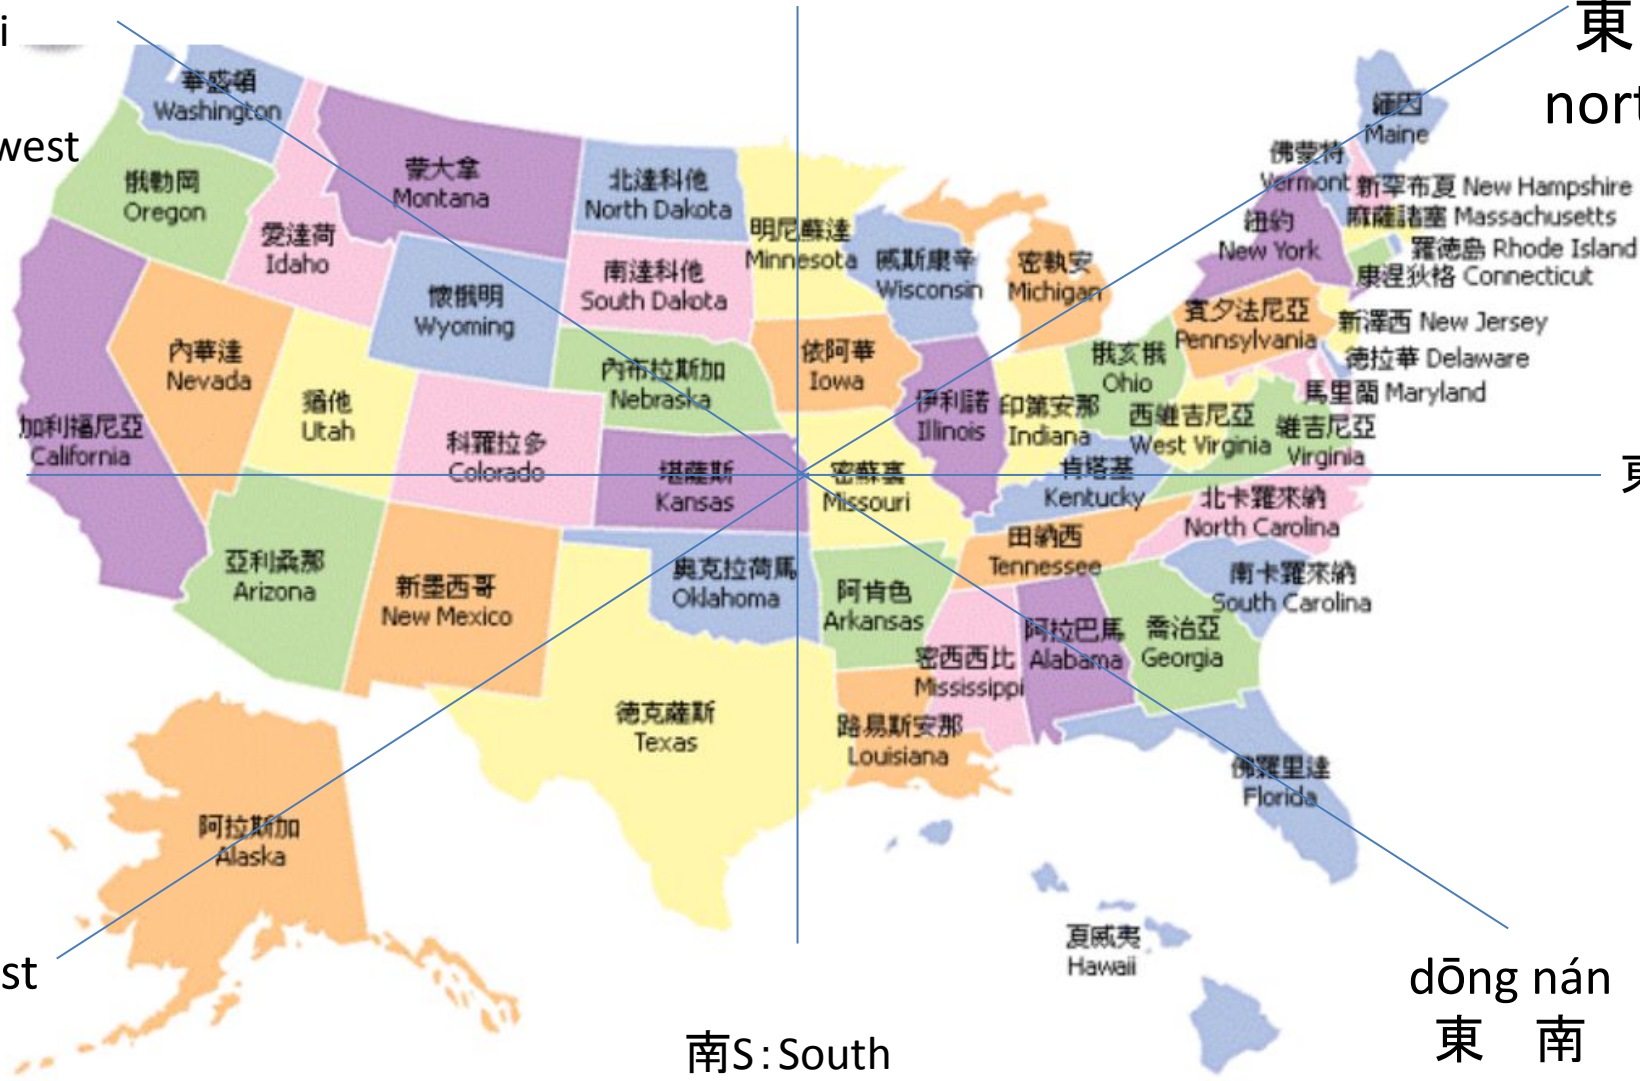 i
東
nort
west
華盛頓
Washington
緬因
Maine
佛蒙特
Vermont
蒙大拿
Montana
北達科他
North Dakota
俄勒岡
Oregon
新罕布夏 New Hampshire
麻薩諸塞 Massachusetts
紐約
New York
明尼蘇達
Minnesota
愛達荷
Idaho
羅德島 Rhode Island
威斯康辛
Wisconsin
密執安
Michigan
南達科他
South Dakota
康涅狄格 Connecticut
懷俄明
Wyoming
賓夕法尼亞
Pennsylvania
新澤西 New Jersey
內華達
Nevada
內布拉斯加
Nebraska
依阿華
Iowa
俄亥俄
Ohio
德拉華 Delaware
馬里蘭 Maryland
猶他
Utah
伊利諾
Illinois
印第安那
Indiana
西維吉尼亞
West Virginia
維吉尼亞
Virginia
加利福尼亞
California
科羅拉多
Colorado
堪薩斯
Kansas
密蘇裏
Missouri
肯塔基
Kentucky
東
北卡羅來納
North Carolina
田納西
Tennessee
亞利桑那
Arizona
新墨西哥
New Mexico
奧克拉荷馬
Oklahoma
阿肯色
Arkansas
南卡羅來納
South Carolina
密西西比
Mississippi
阿拉巴馬
Alabama
喬治亞
Georgia
德克薩斯
Texas
路易斯安那
Louisiana
佛羅里達
Florida
阿拉斯加
Alaska
夏威夷
Hawaii
st
dōng nán
東 南
南S:South